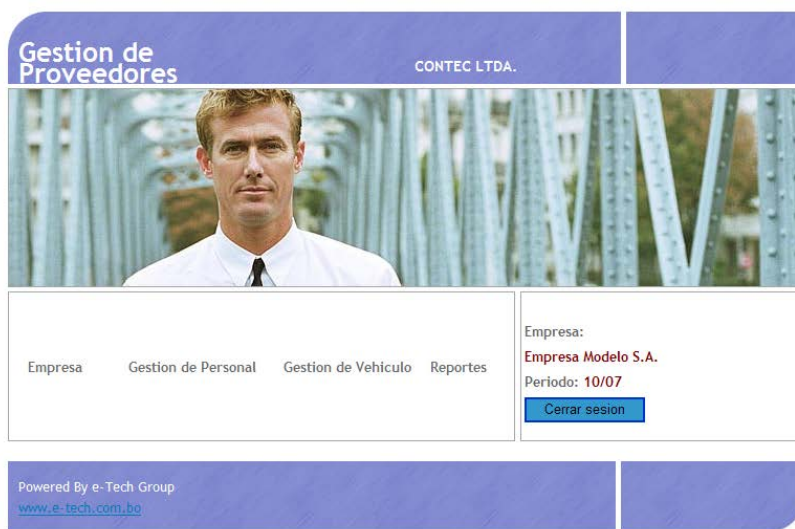 Gestion de
Proveedores
CONTEC LTDA.
Empresa
Gestion de Personal
Gestion de Vehiculo
Reportes
Empresa:
Empresa Modelo S.A.
Periodo: 10/07
Cerrar sesion
Powered By e-Tech Group
www.e-tech.com.bo